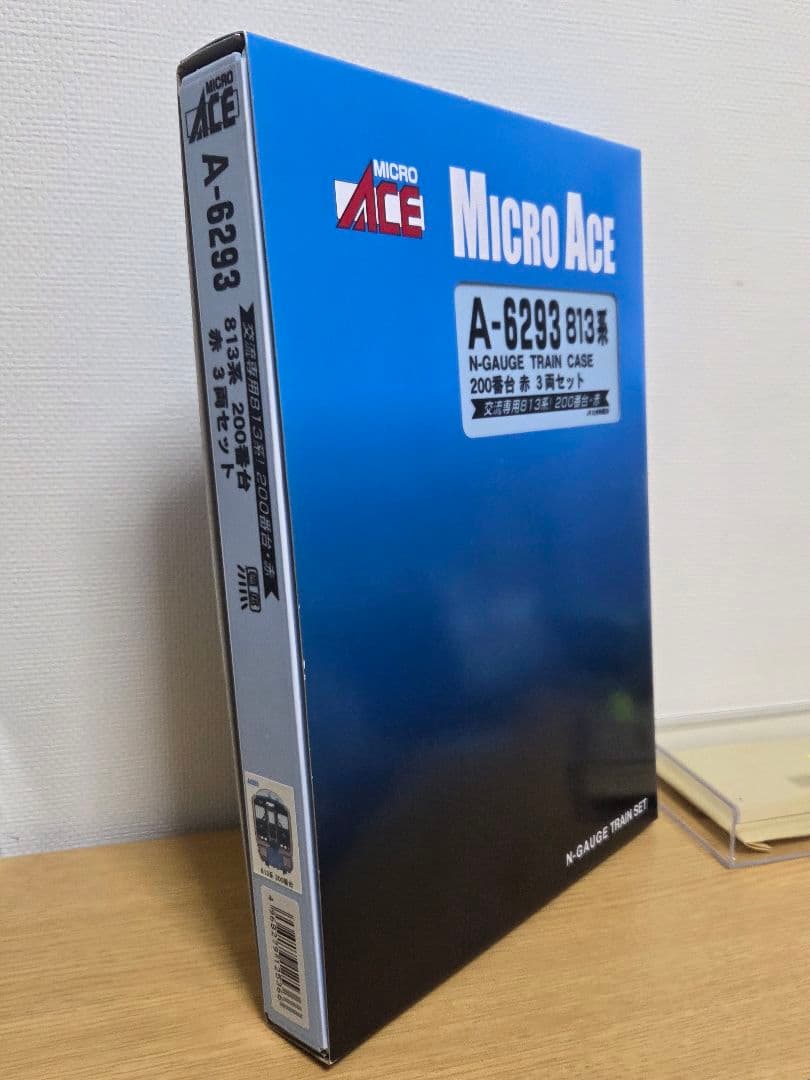 MICRO
ACE
A-6293
813系 200番台
赤 3両セット
交流専用813系! 200番台・赤
MICRO
ACE
MICRO ACE
A-6293 813系
N-GAUGE TRAIN CASE
200番台 赤 3両セット
交流専用813系! 200番台・赤
N-GAUGE TRAIN SET